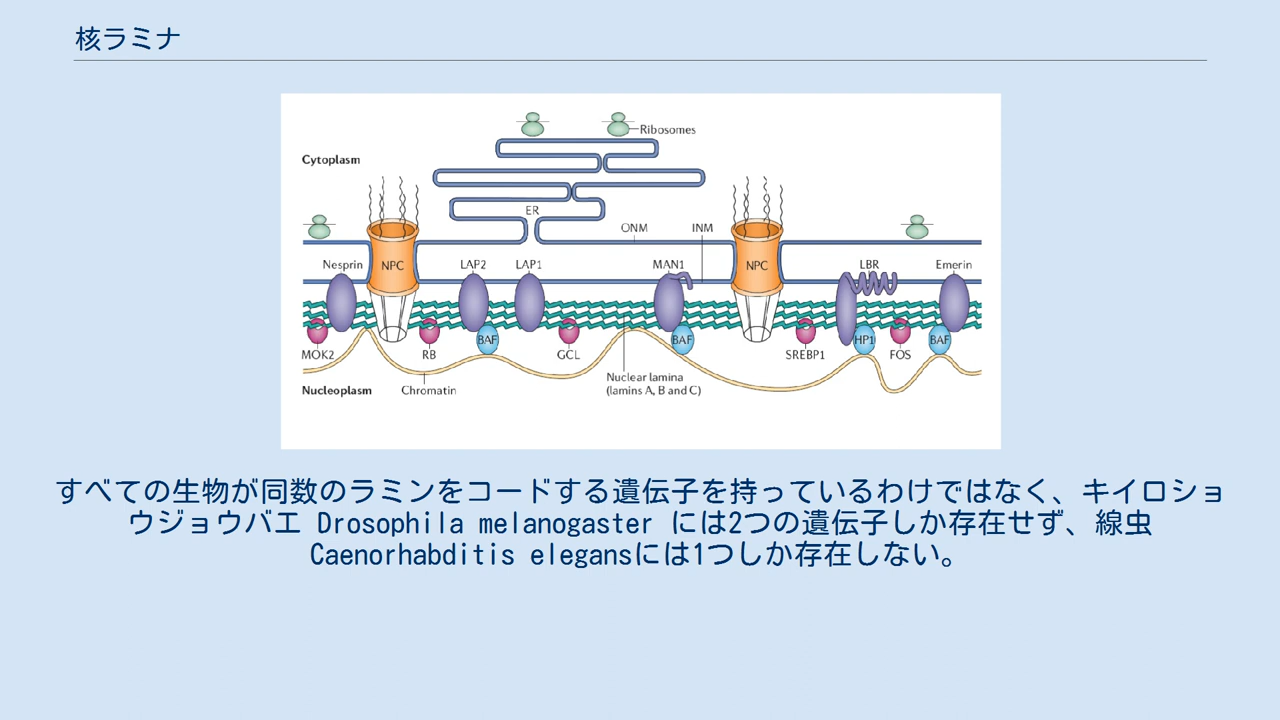 核ラミナ
Ribosomes
Cytoplasm
ER
ONM
INM
Nesprin
NPC
LAP2
LAP1
MAN1
NPC
LBR
Emerin
MOK2
RB
BAF
GCL
BAF
SREBP1
HP1
FOS
BAF
Nucleoplasm
Chromatin
Nuclear lamina
(lamins A, B and C)
すべての生物が同数のラミンをコードする遺伝子を持っているわけではなく、キイロショ
ウジョウバエ Drosophila melanogaster には2つの遺伝子しか存在せず、線虫
Caenorhabditis elegansには1つしか存在しない。